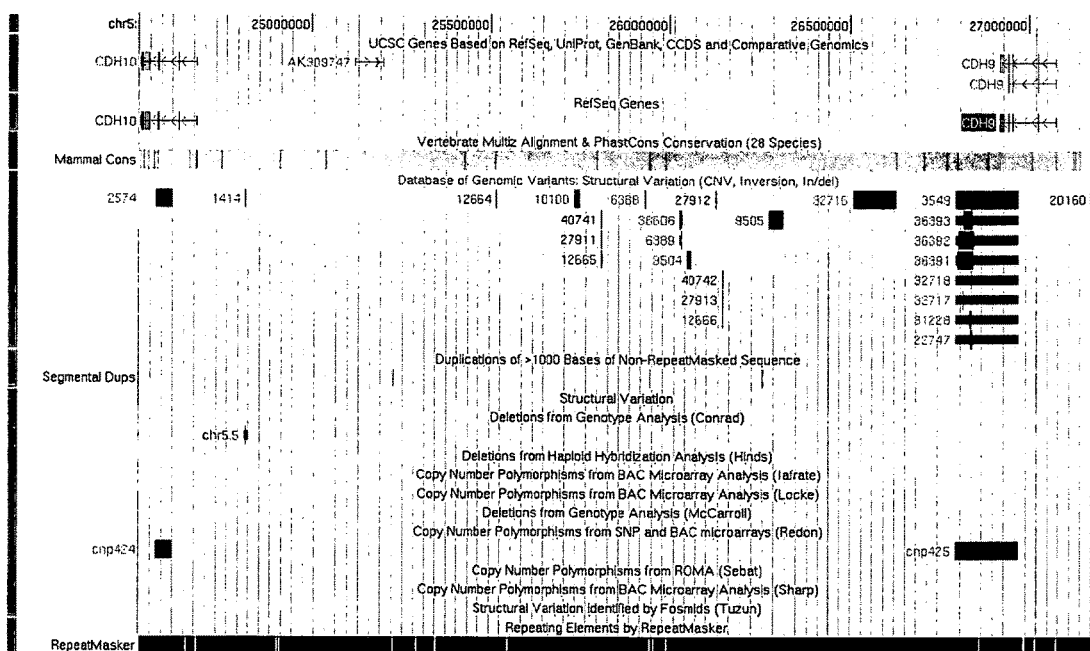 chr5: 25000000 25500000 26000000 26500000 27000000
UCSC Genes Based on RefSeq, UniProt, GenBank, CCDS and Comparative Genomics
CDH10 AK309747 CDH9
CDH9
RefSeq Genes
CDH10 CDH9
Vertebrate Multiz Alignment & PhastCons Conservation (28 Species)
Mammal Cons
Database of Genomic Variants: Structural Variation (CNV, Inversion, In/del)
2574 1414 12664 10100 6388 27912 32716 3549 20160
40741 36606 9505 36393
27911 6389 36392
12665 9504 36391
40742 32718
27913 32717
12666 31228
22747
Duplications of >1000 Bases of Non-RepeatMasked Sequence
Segmental Dups
Structural Variation
Deletions from Genotype Analysis (Conrad)
chr5.5
Deletions from Haploid Hybridization Analysis (Hinds)
Copy Number Polymorphisms from BAC Microarray Analysis (Iafrate)
Copy Number Polymorphisms from BAC Microarray Analysis (Locke)
Deletions from Genotype Analysis (McCarroll)
Copy Number Polymorphisms from SNP and BAC microarrays (Redon)
cnp424 cnp425
Copy Number Polymorphisms from ROMA (Sebat)
Copy Number Polymorphisms from BAC Microarray Analysis (Sharp)
Structural Variation Identified by Fosmids (Tuzun)
Repeating Elements by RepeatMasker
RepeatMasker